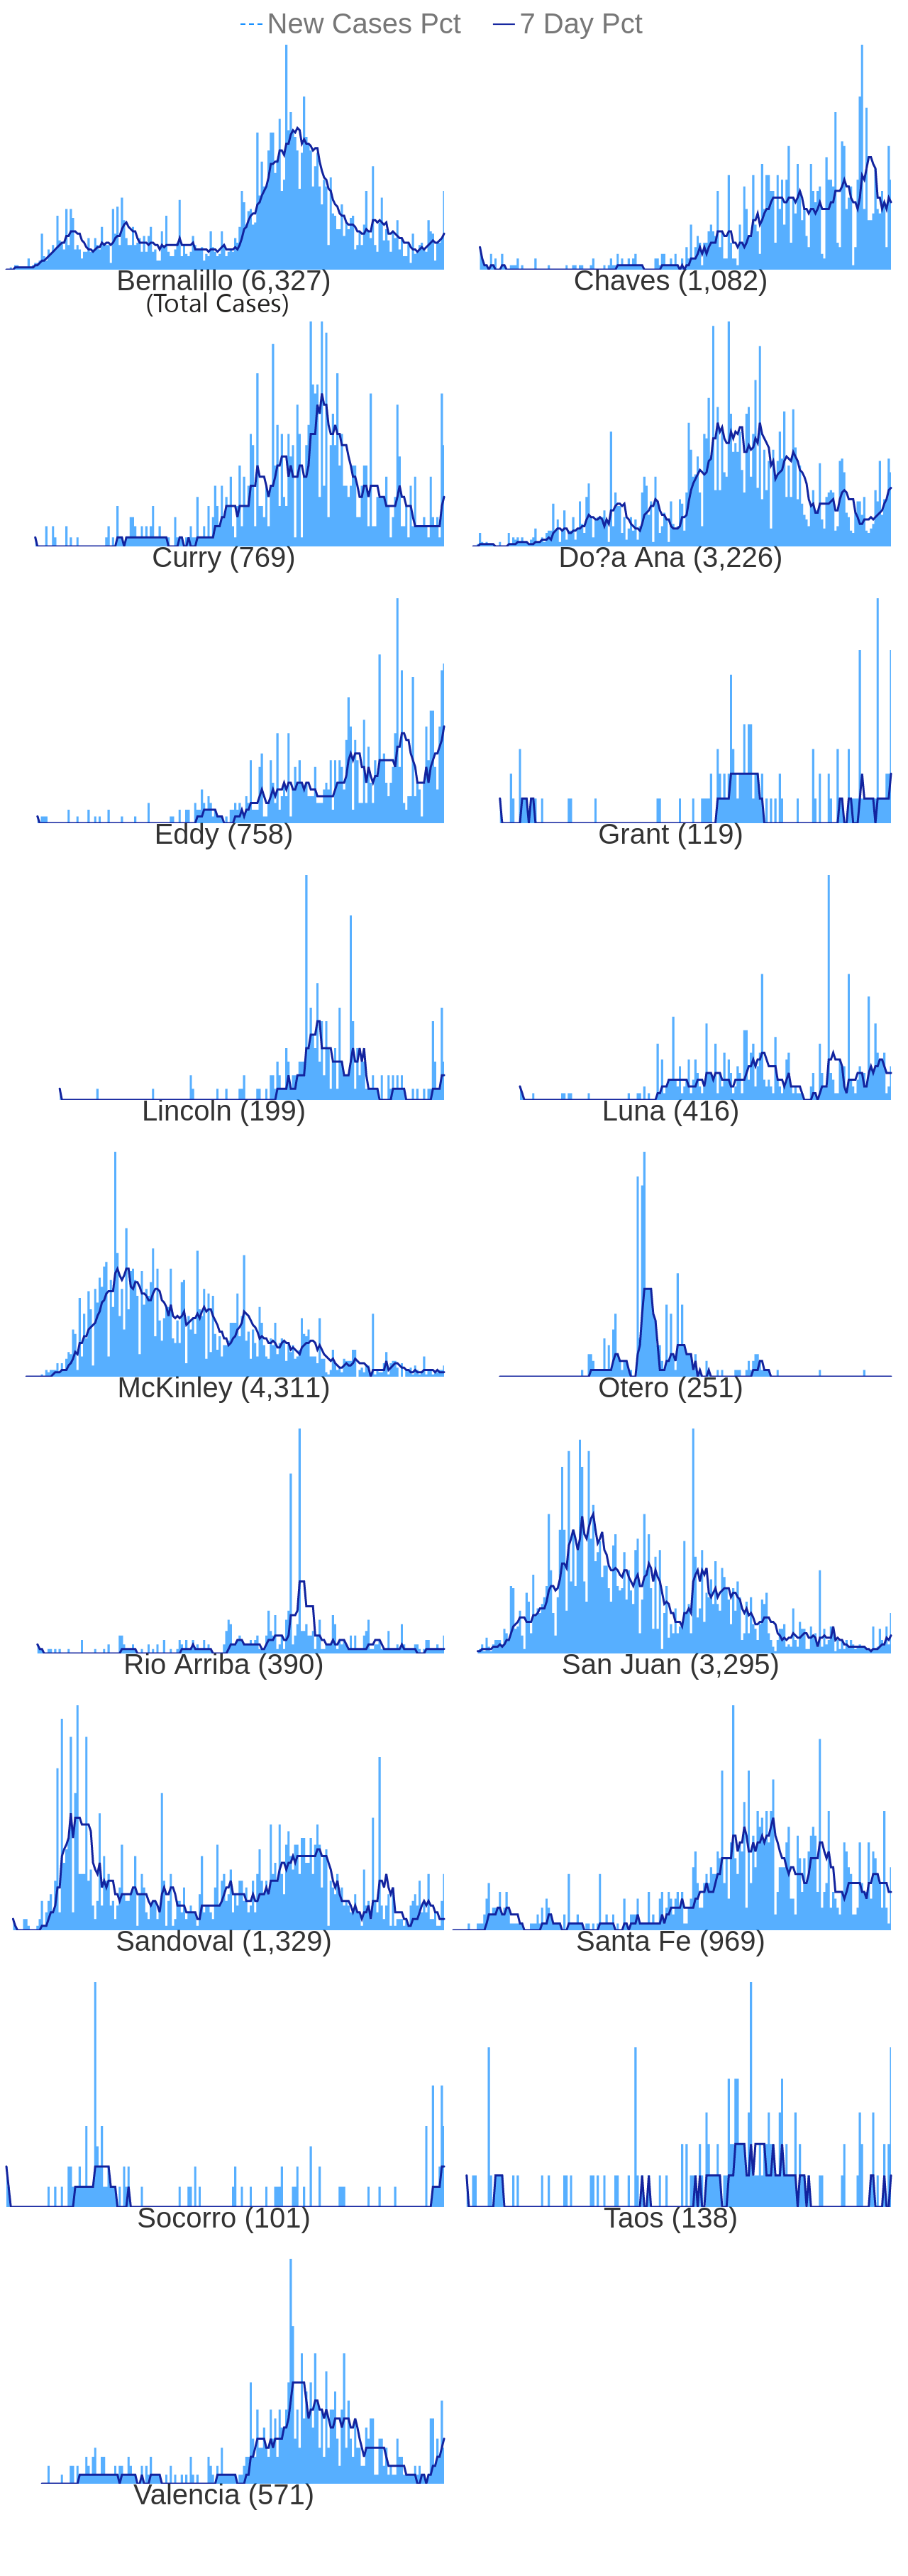 New Cases Pct 7 Day Pct
Bernalillo (6,327) Chaves (1,082)
(Total Cases)
Curry (769) Do?a Ana (3,226)
Eddy (758) Grant (119)
Lincoln (199) Luna (416)
McKinley (4,311) Otero (251)
Rio Arriba (390) San Juan (3,295)
Sandoval (1,329) Santa Fe (969)
Socorro (101) Taos (138)
Valencia (571)